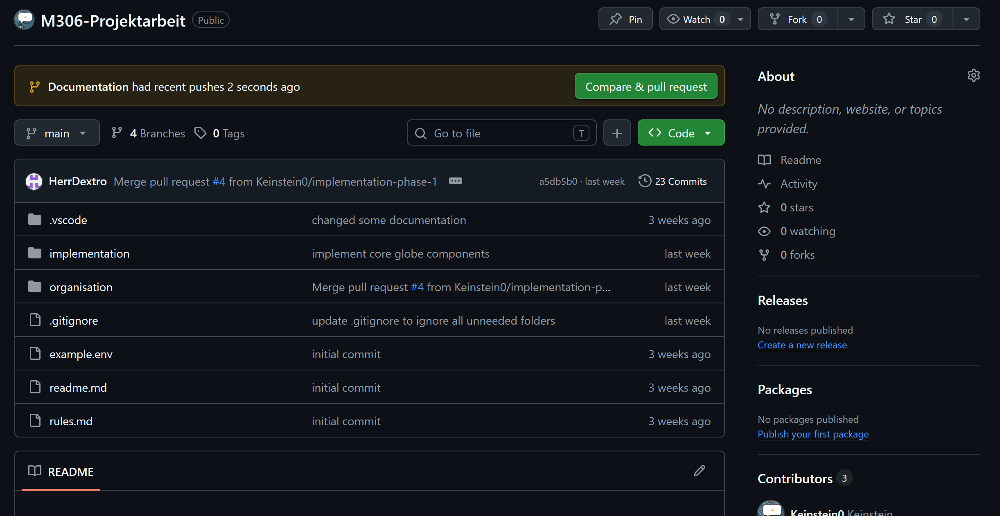 M306-Projektarbeit Public
Pin
Watch 0
Fork 0
Star 0
Documentation had recent pushes 2 seconds ago
Compare & pull request
main
4 Branches
0 Tags
Go to file
T
Code
HerrDextro Merge pull request #4 from Keinstein0/implementation-phase-1
a5db5b0 · last week
23 Commits
.vscode changed some documentation 3 weeks ago
implementation implement core globe components last week
organisation Merge pull request #4 from Keinstein0/implementation-p... last week
.gitignore update .gitignore to ignore all unneeded folders last week
example.env initial commit 3 weeks ago
readme.md initial commit 3 weeks ago
rules.md initial commit 3 weeks ago
README
About
No description, website, or topics
provided.
Readme
Activity
0 stars
0 watching
0 forks
Releases
No releases published
Create a new release
Packages
No packages published
Publish your first package
Contributors 3
Keinstein0 Keinstein